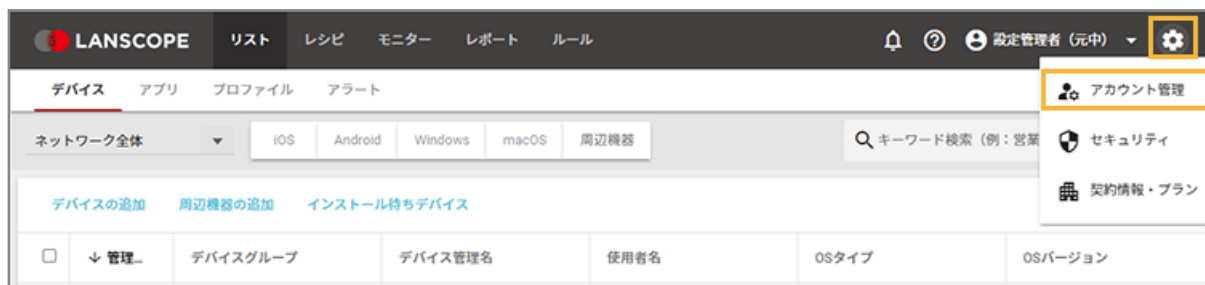 LANSCOPE リスト レシピ モニター レポート ルール 設定管理者（元中）
デバイス アプリ プロファイル アラート アカウント管理
ネットワーク全体 iOS Android Windows macOS 周辺機器 キーワード検索（例：営業 セキュリティ
契約情報・プラン
デバイスの追加 周辺機器の追加 インストール待ちデバイス
管理... デバイスグループ デバイス管理名 使用者名 OSタイプ OSバージョン